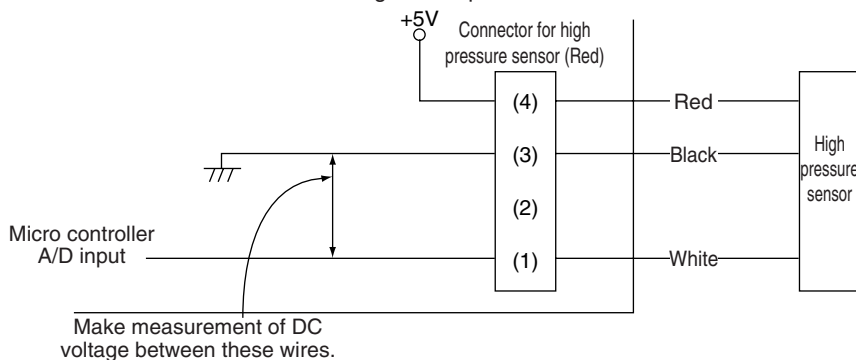 +5V
Connector for high
pressure sensor (Red)
(4)
Red
(3)
Black
High
pressure
sensor
(2)
Micro controller
A/D input
(1)
White
Make measurement of DC
voltage between these wires.